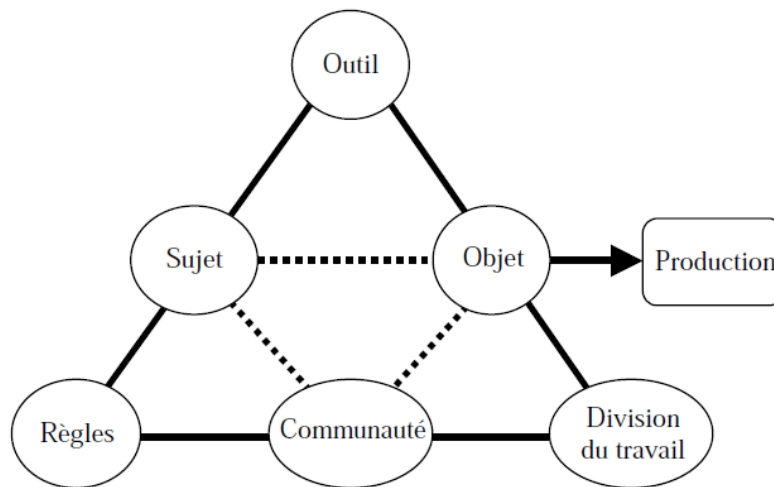 Outil
Sujet
Objet
Production
Règles
Communauté
Division
du travail